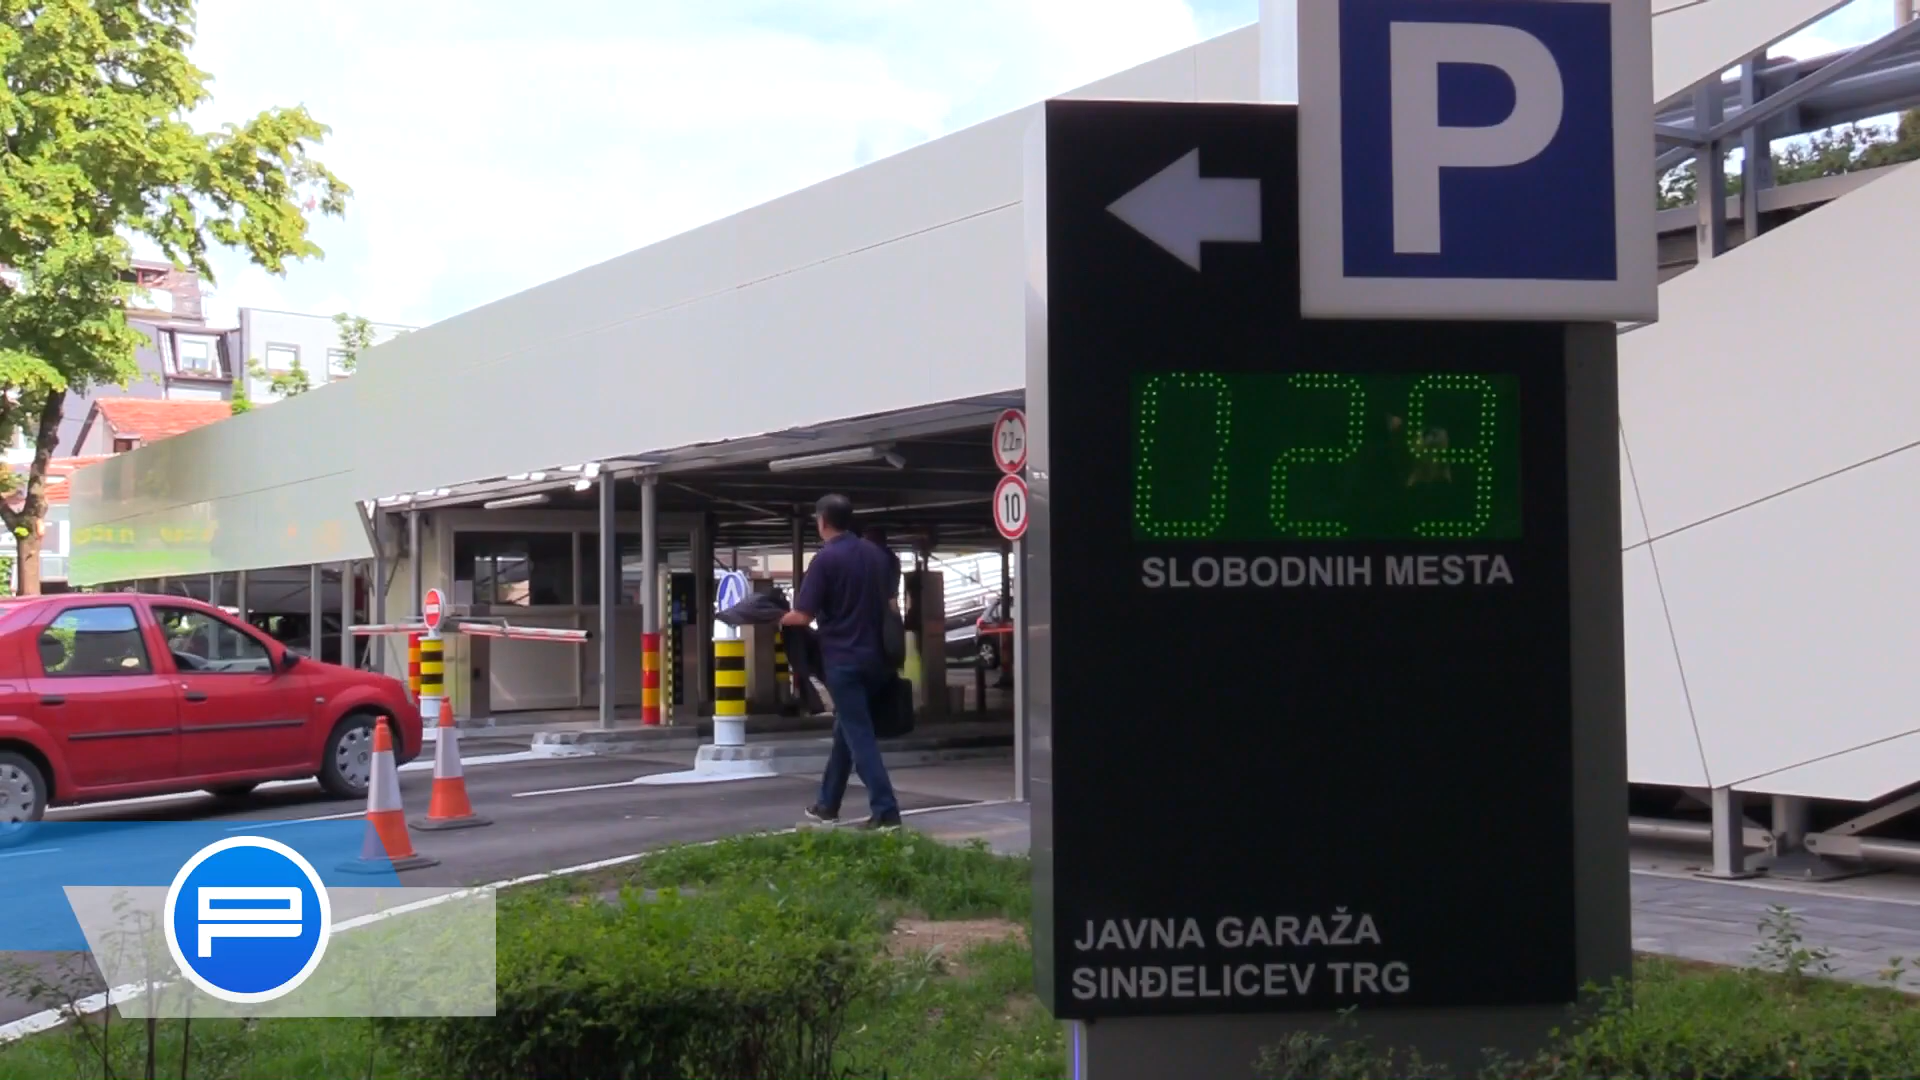 P
029
SLOBODNIH MESTA
2.2m
10
JAVNA GARAŽA
SINĐELICEV TRG
P